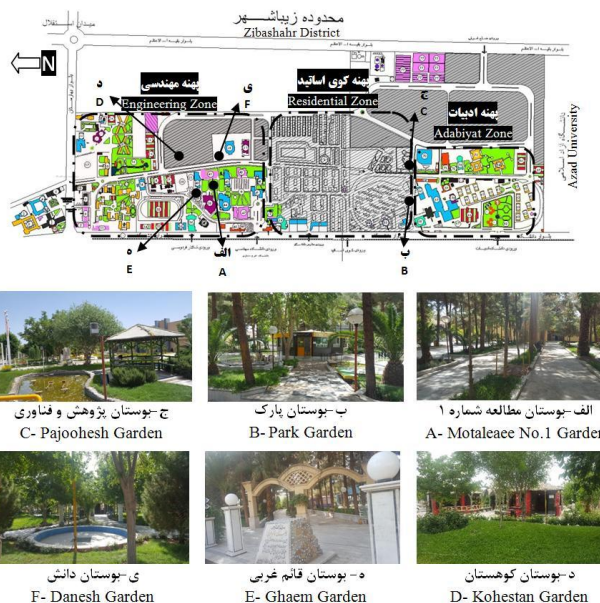 محدوده زیباشهر
Zibashahr District
میدان استقلال
N
پهنه مهندسی
Engineering Zone
پهنه کوی اساتید
Residential Zone
پهنه ادبیات
Adabiyat Zone
Azad University
د
D
ی
F
ج
C
ه
E
الف
A
ب
B
ج-بوستان پژوهش و فناوری
C- Pajoohesh Garden
ب-بوستان پارک
B- Park Garden
الف-بوستان مطالعه شماره ۱
A- Motaleaee No.1 Garden
ی-بوستان دانش
F- Danesh Garden
ه- بوستان قائم غربی
E- Ghaem Garden
د-بوستان کوهستان
D- Kohestan Garden